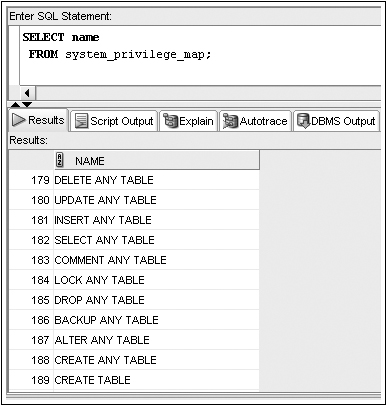 Enter SQL Statement:
SELECT name
FROM system_privilege_map;
Results Script Output Explain Autotrace DBMS Output
Results:
NAME
179 DELETE ANY TABLE
180 UPDATE ANY TABLE
181 INSERT ANY TABLE
182 SELECT ANY TABLE
183 COMMENT ANY TABLE
184 LOCK ANY TABLE
185 DROP ANY TABLE
186 BACKUP ANY TABLE
187 ALTER ANY TABLE
188 CREATE ANY TABLE
189 CREATE TABLE